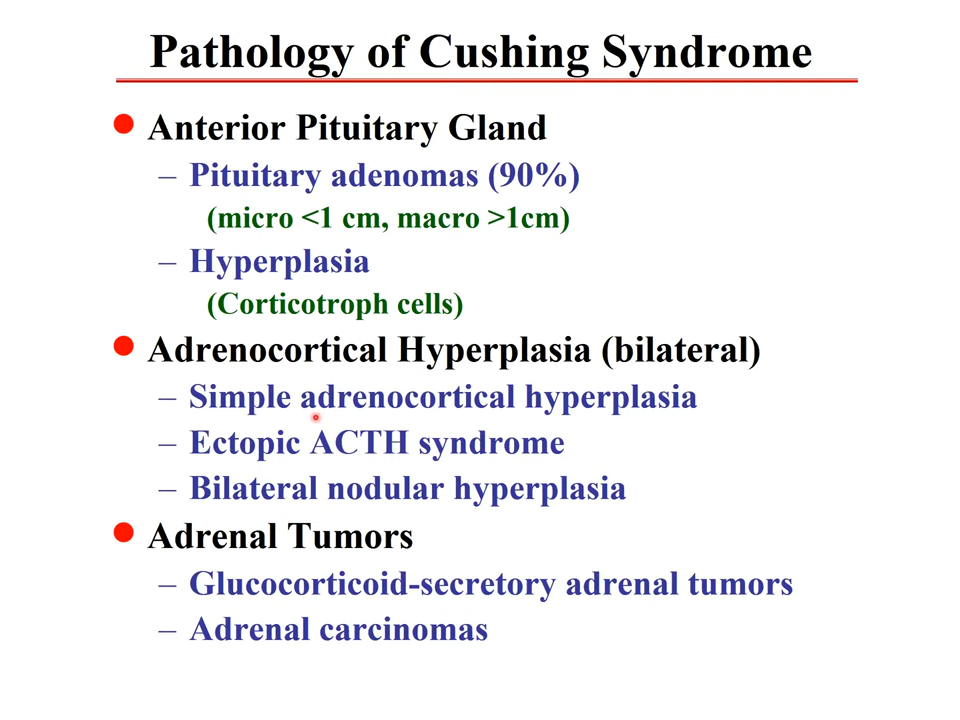 Pathology of Cushing Syndrome
Anterior Pituitary Gland
– Pituitary adenomas (90%)
(micro <1 cm, macro >1cm)
– Hyperplasia
(Corticotroph cells)
Adrenocortical Hyperplasia (bilateral)
– Simple adrenocortical hyperplasia
– Ectopic ACTH syndrome
– Bilateral nodular hyperplasia
Adrenal Tumors
– Glucocorticoid-secretory adrenal tumors
– Adrenal carcinomas